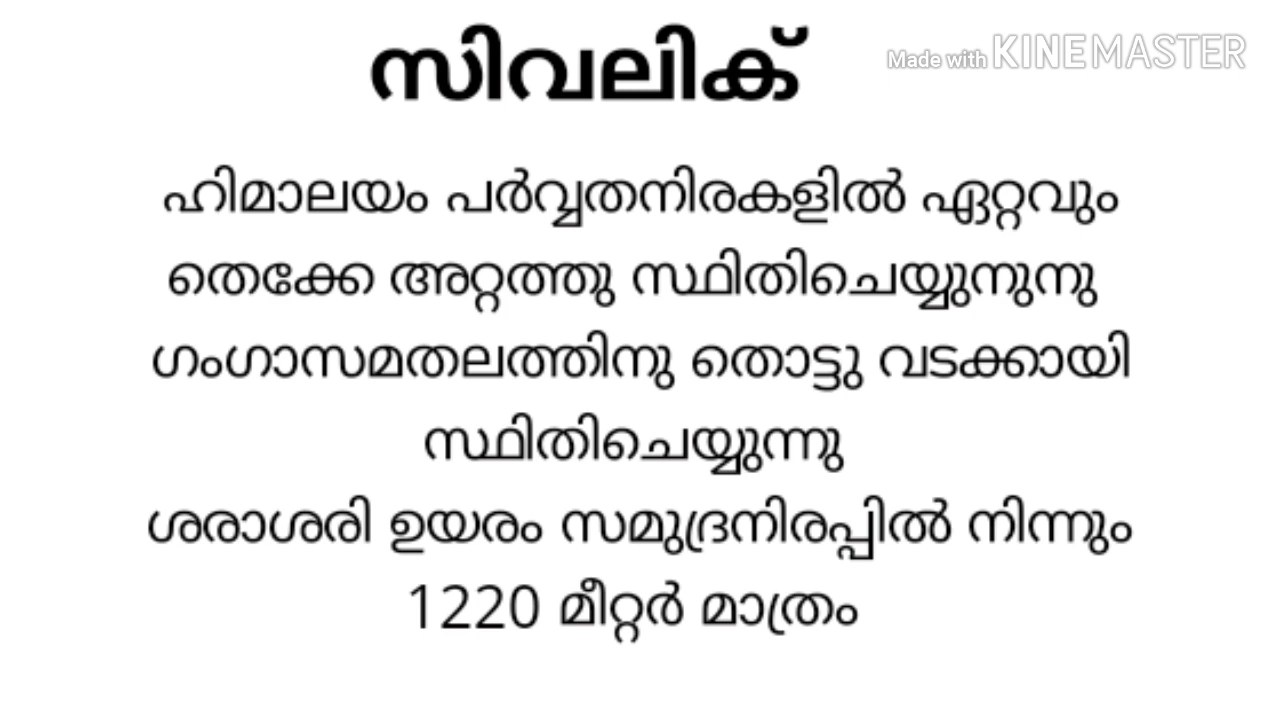 സിവലിക്
Made with KINEMASTER
ഹിമാലയം പർവ്വതനിരകളിൽ ഏറ്റവും
തെക്കേ അറ്റത്തു സ്ഥിതിചെയ്യുനുനു
ഗംഗാസമതലത്തിനു തൊട്ടു വടക്കായി
സ്ഥിതിചെയ്യുന്നു
ശരാശരി ഉയരം സമുദ്രനിരപ്പിൽ നിന്നും
1220 മീറ്റർ മാത്രം